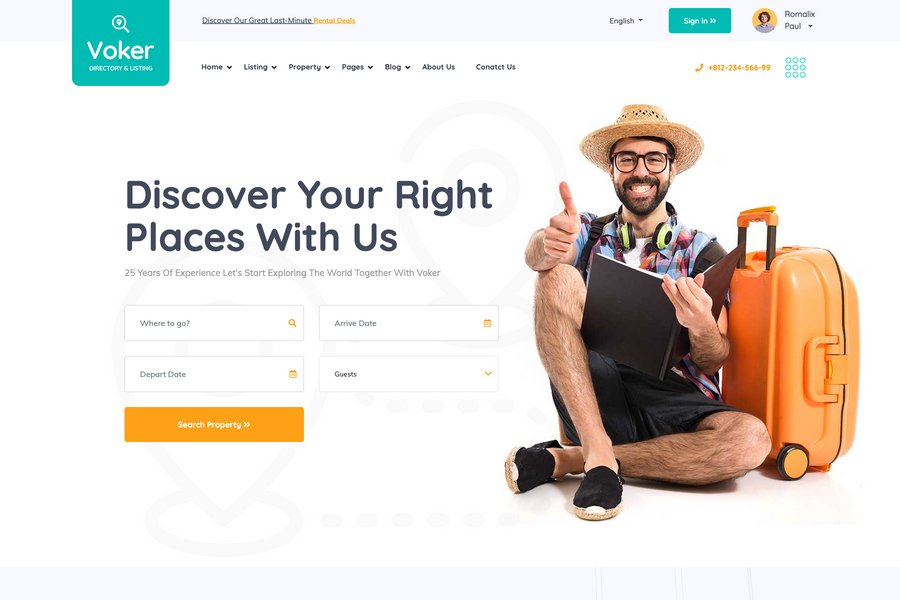 Voker
DIRECTORY & LISTING
Discover Our Great Last-Minute Rental Deals
English
Sign In »
Romalix
Paul
Home
Listing
Property
Pages
Blog
About Us
Conatct Us
+812-234-566-99
Discover Your Right
Places With Us
25 Years Of Experience Let's Start Exploring The World Together With Voker
Where to go?
Arrive Date
Depart Date
Guests
Search Property »